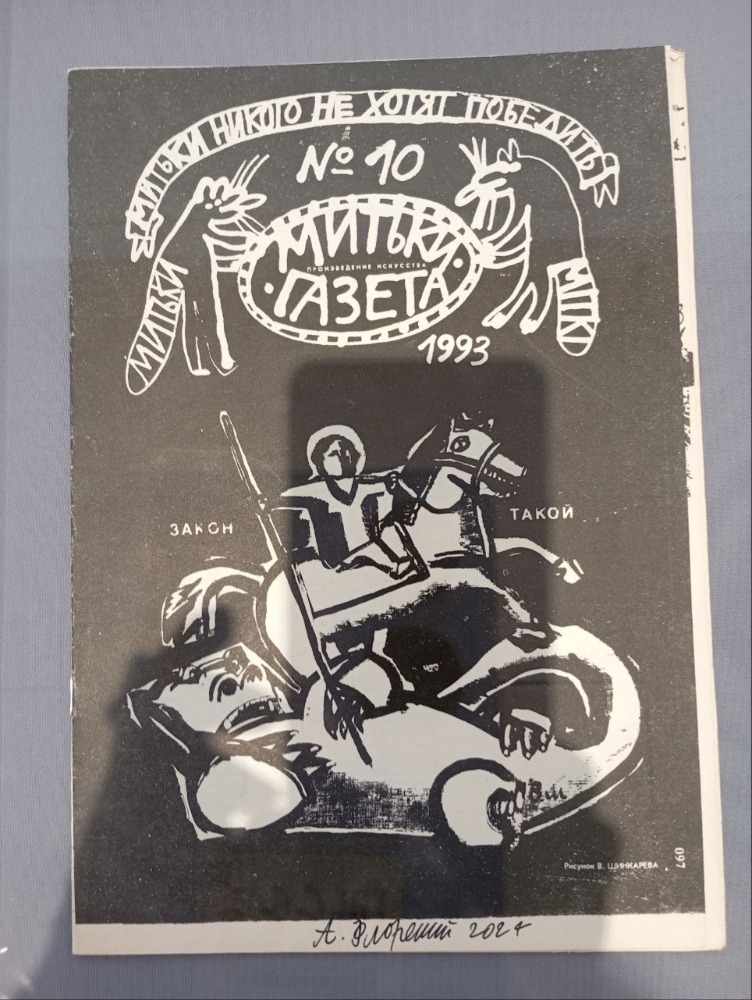 МИТЬКИ НИКОГО НЕ ХОТЯТ ПОБЕДИТЬ
№ 10
МИТЬКИ
ПРОИЗВЕДЕНИЕ ИСКУССТВА
ГАЗЕТА
МИТЬКИ
1993
ЗАКОН
ТАКОЙ
Рисунок В. ШИНКАРЕВА
097
А. Флоренский 2024